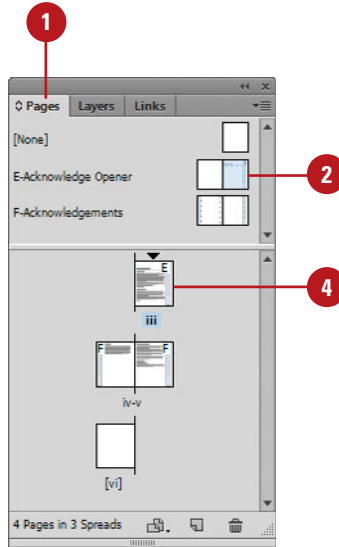 1
Pages Layers Links
[None]
E-Acknowledge Opener
2
F-Acknowledgements
E
4
iii
F F
iv-v
[vi]
4 Pages in 3 Spreads